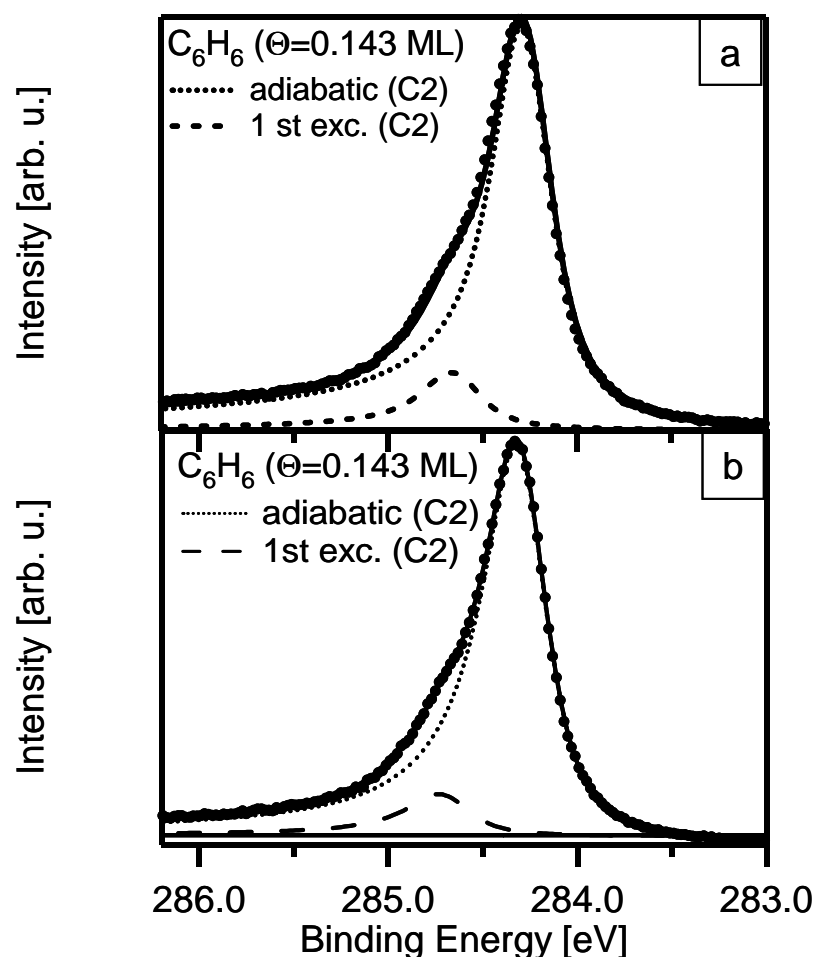 C₆H₆ (Θ=0.143 ML)
a
adiabatic (C2)
1 st exc. (C2)
Intensity [arb. u.]
C₆H₆ (Θ=0.143 ML)
b
adiabatic (C2)
1st exc. (C2)
Intensity [arb. u.]
286.0 285.0 284.0 283.0
Binding Energy [eV]